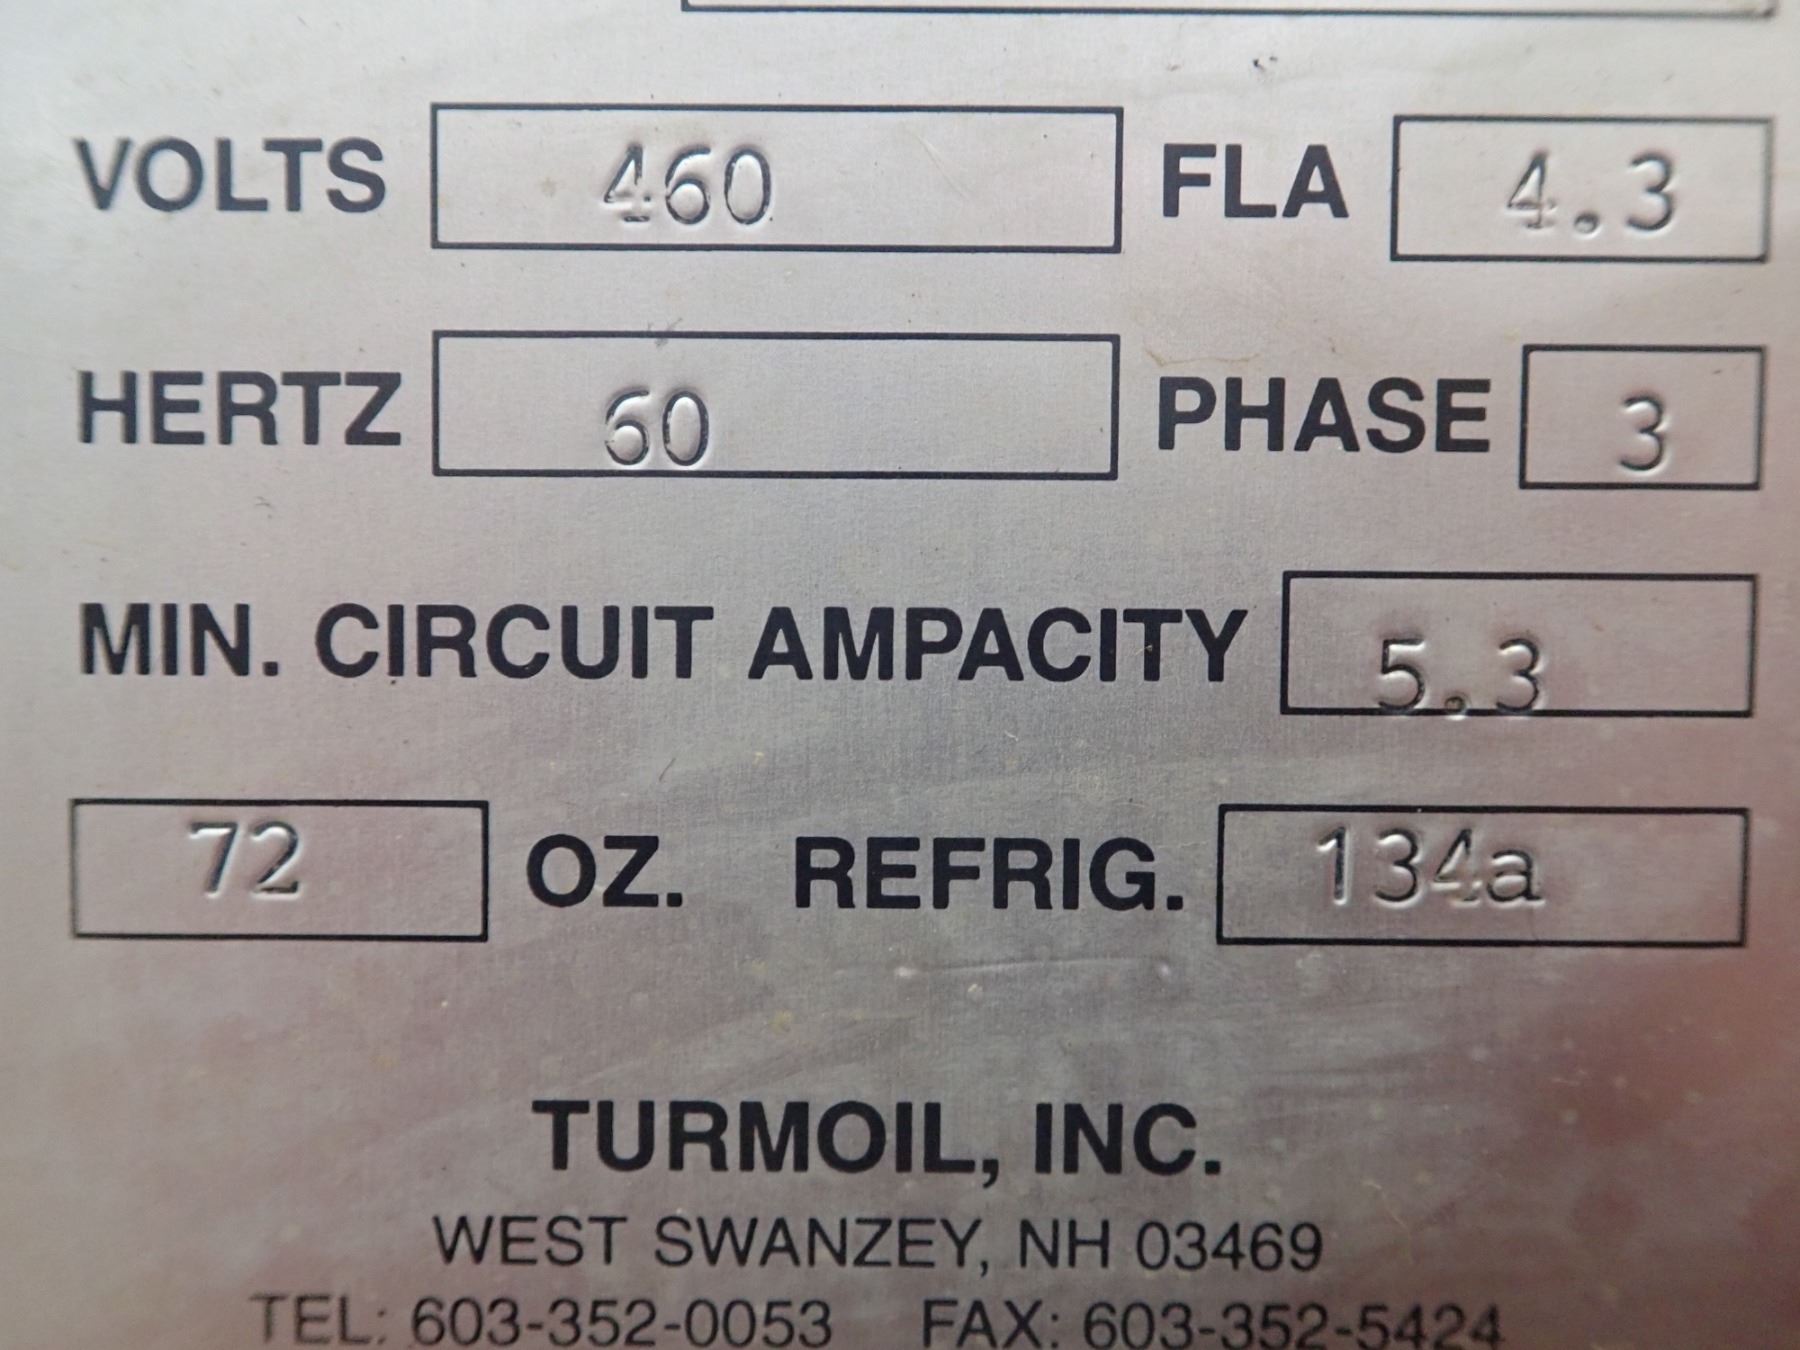 VOLTS 460 FLA 4.3
HERTZ 60 PHASE 3
MIN. CIRCUIT AMPACITY 5.3
72 OZ. REFRIG. 134a
TURMOIL, INC.
WEST SWANZEY, NH 03469
TEL: 603-352-0053 FAX: 603-352-5424